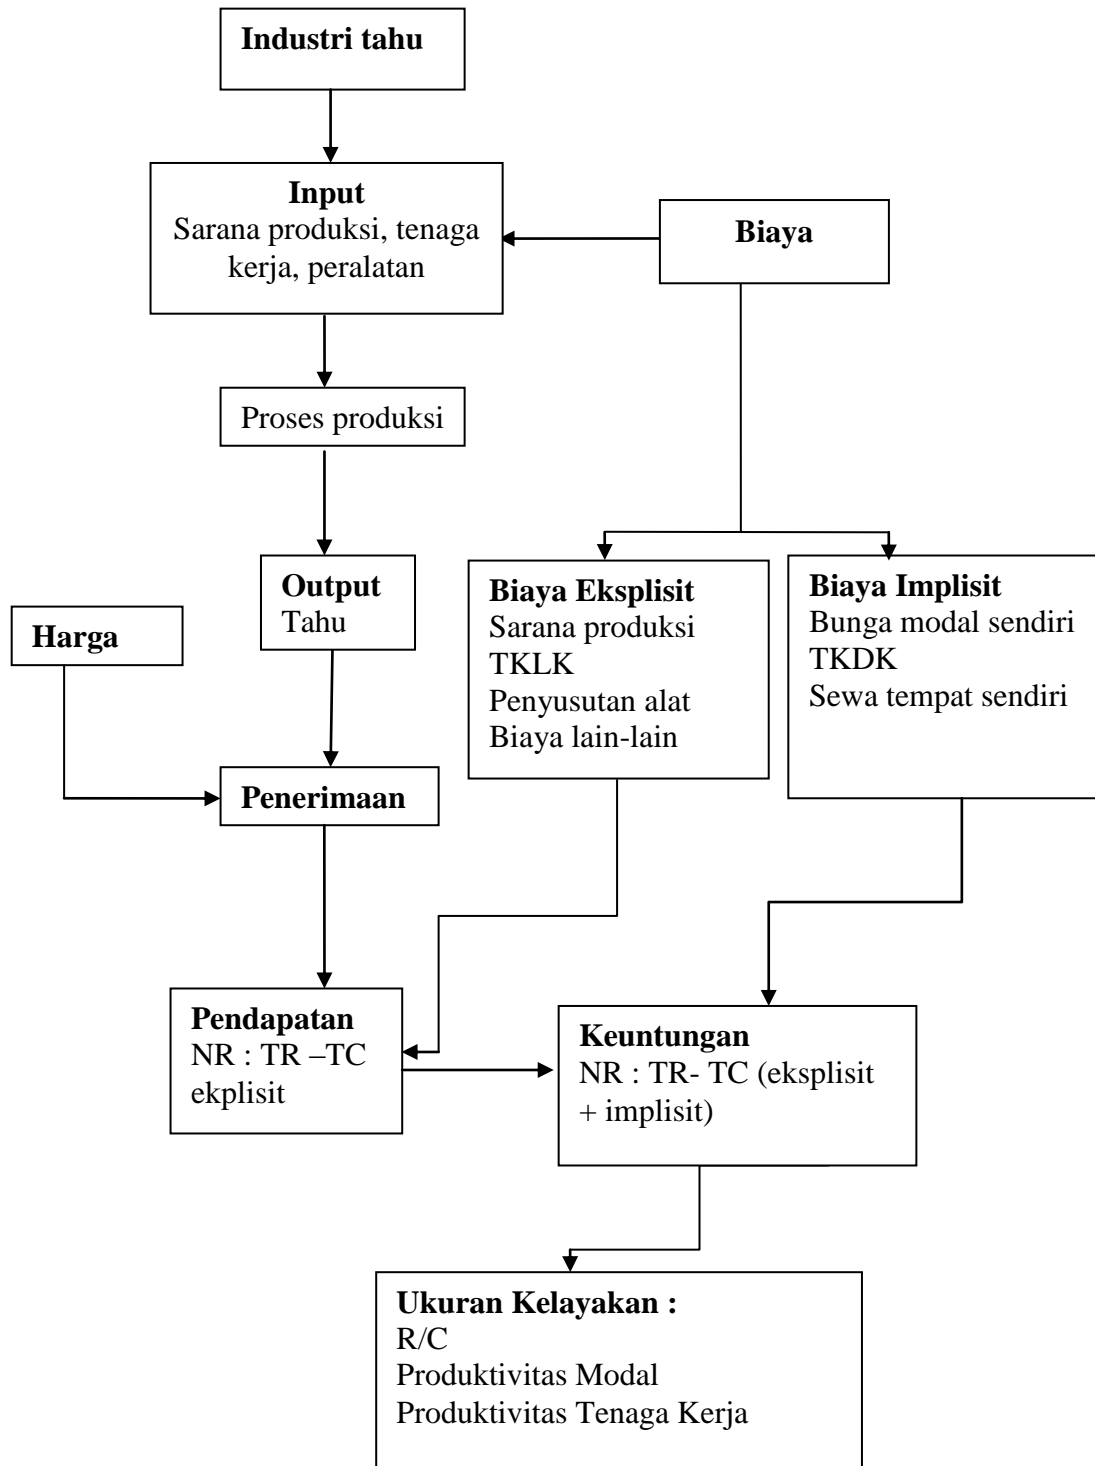 Industri tahu
Input
Sarana produksi, tenaga
kerja, peralatan
Biaya
Proses produksi
Output
Tahu
Harga
Biaya Eksplisit
Sarana produksi
TKLK
Penyusutan alat
Biaya lain-lain
Biaya Implisit
Bunga modal sendiri
TKDK
Sewa tempat sendiri
Penerimaan
Pendapatan
NR : TR –TC
ekplisit
Keuntungan
NR : TR- TC (eksplisit
+ implisit)
Ukuran Kelayakan :
R/C
Produktivitas Modal
Produktivitas Tenaga Kerja